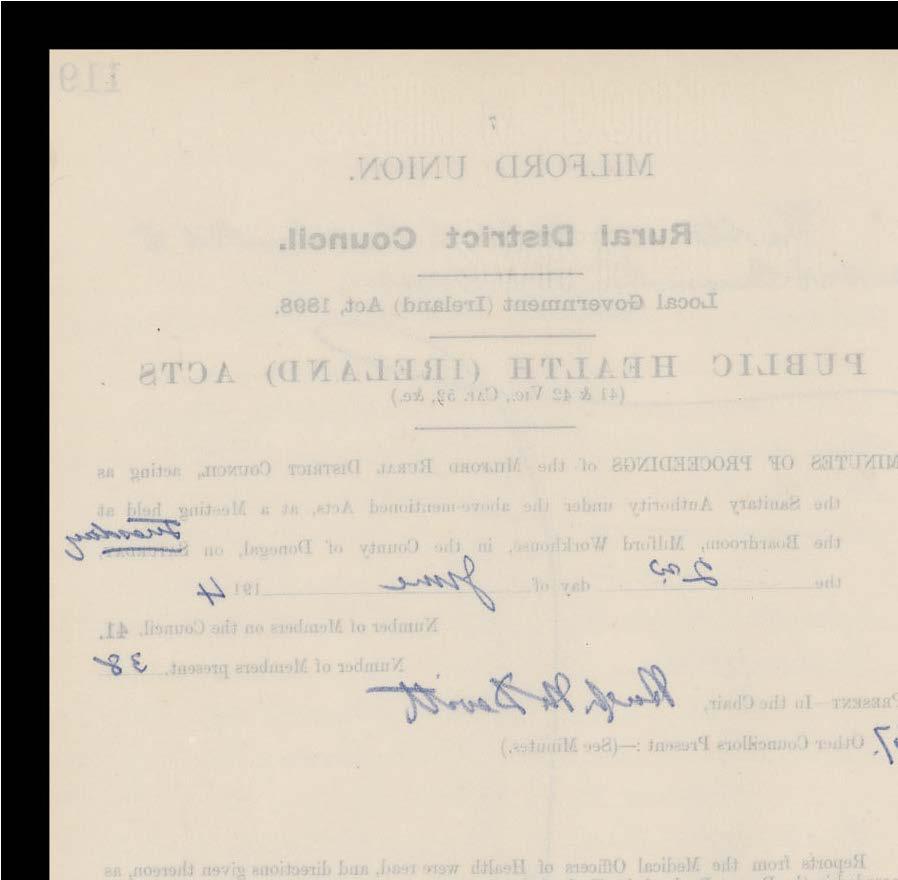 119
7
MILFORD UNION.
Rural District Council.
Local Government (Ireland) Act, 1898.
PUBLIC HEALTH (IRELAND) ACTS
(41 & 42 VIC., CAP. 52, &c.)
MINUTES OF PROCEEDINGS of the MILFORD RURAL DISTRICT COUNCIL, acting as
the Sanitary Authority under the above-mentioned Acts, at a Meeting held at
the Boardroom, Milford Workhouse, in the County of Donegal, on SATURDAY, Tuesday
the 2nd day of June 1914
Number of Members on the Council, 41.
Number of Members present, 38
PRESENT—In the Chair, Hugh McDevitt
Other Councillors Present :—(See Minutes.)
Reports from the Medical Officers of Health were read, and directions given thereon, as